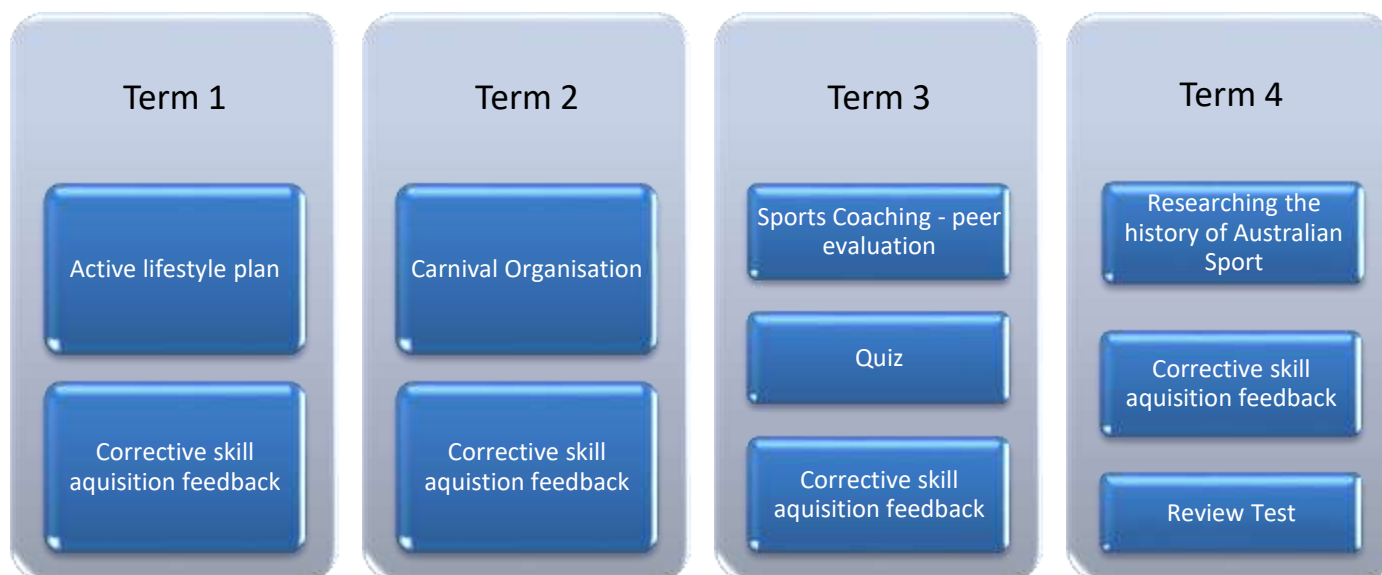 Term 1
Active lifestyle plan
Corrective skill
aquisition feedback
Term 2
Carnival Organisation
Corrective skill
aquistion feedback
Term 3
Sports Coaching - peer
evaluation
Quiz
Corrective skill
aquisition feedback
Term 4
Researching the
history of Australian
Sport
Corrective skill
aquisition feedback
Review Test